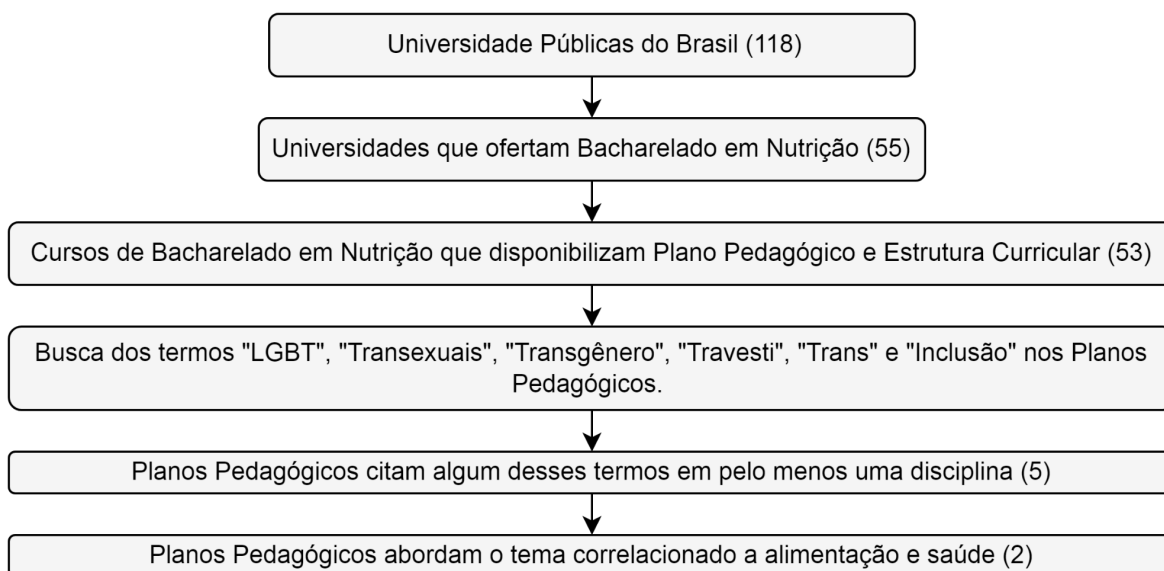 Universidade Públicas do Brasil (118)
Universidades que ofertam Bacharelado em Nutrição (55)
Cursos de Bacharelado em Nutrição que disponibilizam Plano Pedagógico e Estrutura Curricular (53)
Busca dos termos "LGBT", "Transexuais", "Transgênero", "Travesti", "Trans" e "Inclusão" nos Planos
Pedagógicos.
Planos Pedagógicos citam algum desses termos em pelo menos uma disciplina (5)
Planos Pedagógicos abordam o tema correlacionado a alimentação e saúde (2)